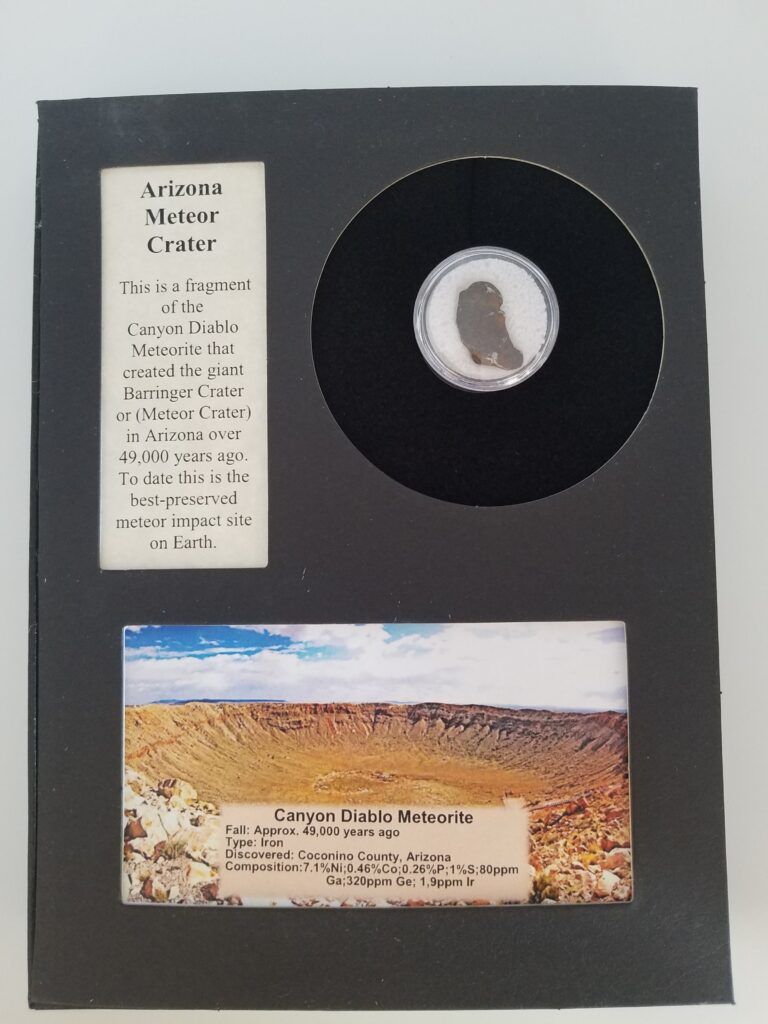 Arizona
Meteor
Crater
This is a fragment
of the
Canyon Diablo
Meteorite that
created the giant
Barringer Crater
or (Meteor Crater)
in Arizona over
49,000 years ago.
To date this is the
best-preserved
meteor impact site
on Earth.
Canyon Diablo Meteorite
Fall: Approx. 49,000 years ago
Type: Iron
Discovered: Coconino County, Arizona
Composition:7.1%Ni;0.46%Co;0.26%P;1%S;80ppm
Ga;320ppm Ge; 1,9ppm Ir